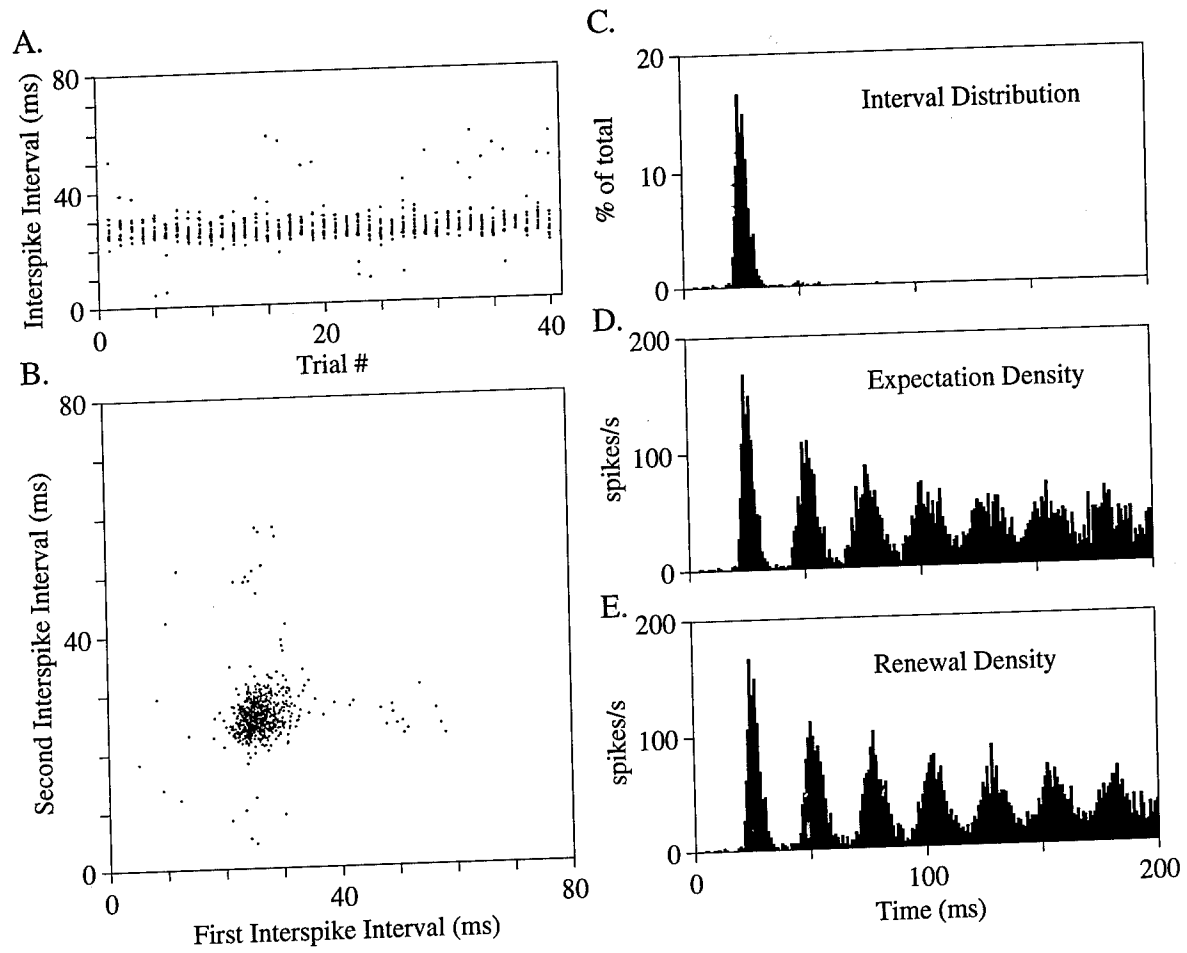 A.
Interspike Interval (ms)
80
40
0
0
20
40
Trial #
B.
Second Interspike Interval (ms)
80
40
0
0
40
80
First Interspike Interval (ms)
C.
Interval Distribution
% of total
20
10
0
D.
Expectation Density
spikes/s
200
100
0
E.
Renewal Density
spikes/s
200
100
0
0
100
200
Time (ms)